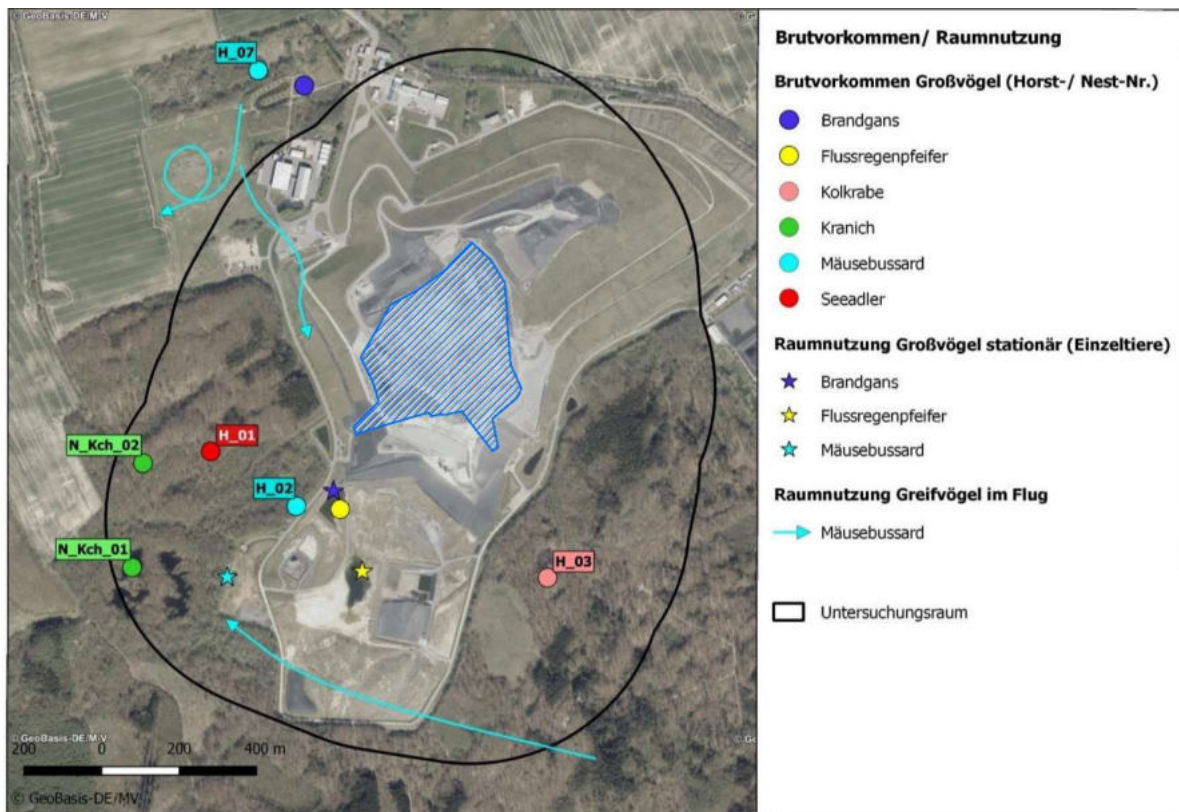 © GeoBasis-DE/M-V
© Ge
H_07
N_Kch_02
H_01
H_02
N_Kch_01
H_03
© GeoBasis-DE/M-V
© Ge
200 0 200 400 m
© GeoBasis-DE/MV
Brutvorkommen/ Raumnutzung
Brutvorkommen Großvögel (Horst-/ Nest-Nr.)
Brandgans
Flussregenpfeifer
Kolkrabe
Kranich
Mäusebussard
Seeadler
Raumnutzung Großvögel stationär (Einzeltiere)
Brandgans
Flussregenpfeifer
Mäusebussard
Raumnutzung Greifvögel im Flug
Mäusebussard
Untersuchungsraum